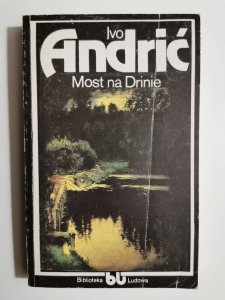 Ivo
Andrić
Most na Drinie
Biblioteka bl Ludowa